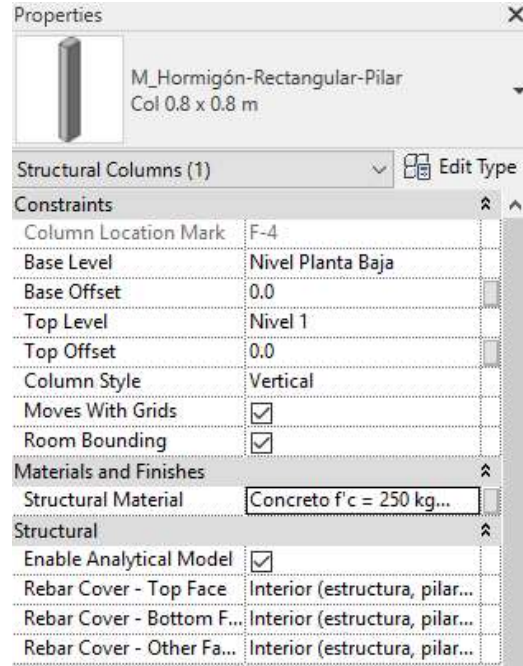 Properties
M_Hormigón-Rectangular-Pilar
Col 0.8 x 0.8 m
Structural Columns (1) Edit Type
Constraints
Column Location Mark F-4
Base Level Nivel Planta Baja
Base Offset 0.0
Top Level Nivel 1
Top Offset 0.0
Column Style Vertical
Moves With Grids
Room Bounding
Materials and Finishes
Structural Material Concreto f'c = 250 kg...
Structural
Enable Analytical Model
Rebar Cover - Top Face Interior (estructura, pilar...
Rebar Cover - Bottom F... Interior (estructura, pilar...
Rebar Cover - Other Fa... Interior (estructura, pilar...